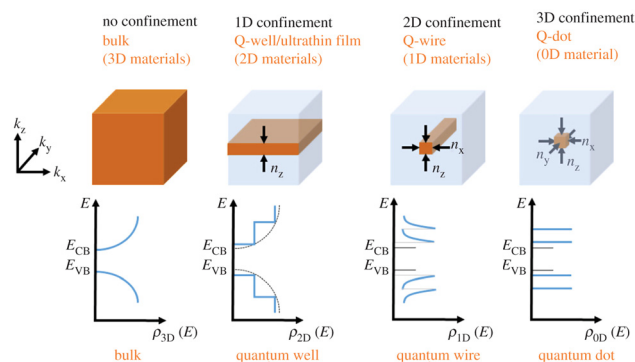 no confinement
bulk
(3D materials)
1D confinement
Q-well/ultrathin film
(2D materials)
2D confinement
Q-wire
(1D materials)
3D confinement
Q-dot
(0D material)
k_z
k_y
k_x
n_z
n_x
n_z
n_x
n_y
n_z
E
E_CB
E_VB
ρ_3D (E)
bulk
E
E_CB
E_VB
ρ_2D (E)
quantum well
E
E_CB
E_VB
ρ_1D (E)
quantum wire
E
E_CB
E_VB
ρ_0D (E)
quantum dot